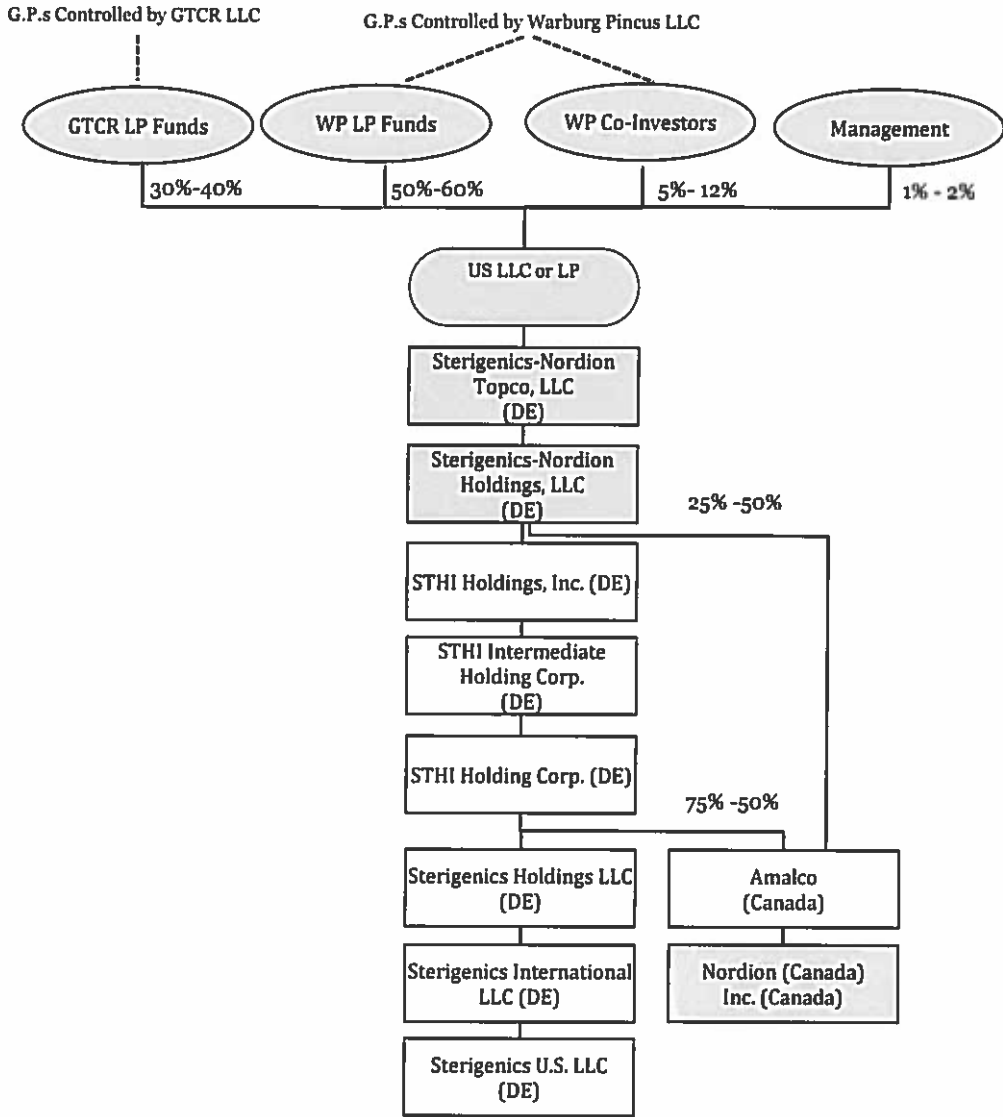 G.P.s Controlled by GTCR LLC
G.P.s Controlled by Warburg Pincus LLC
GTCR LP Funds
WP LP Funds
WP Co-Investors
Management
30%-40%
50%-60%
5%- 12%
1% - 2%
US LLC or LP
Sterigenics-Nordion
Topco, LLC
(DE)
Sterigenics-Nordion
Holdings, LLC
(DE)
25% -50%
STHI Holdings, Inc. (DE)
STHI Intermediate
Holding Corp.
(DE)
STHI Holding Corp. (DE)
75% -50%
Sterigenics Holdings LLC
(DE)
Amalco
(Canada)
Sterigenics International
LLC (DE)
Nordion (Canada)
Inc. (Canada)
Sterigenics U.S. LLC
(DE)